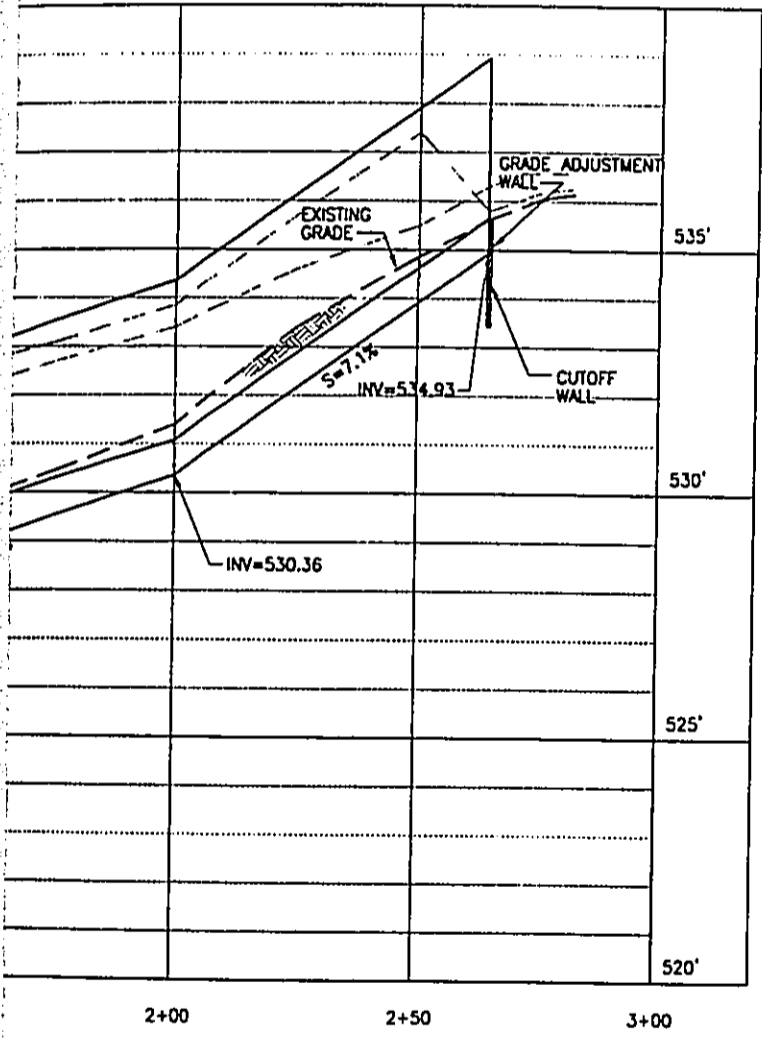 GRADE ADJUSTMENT
WALL
EXISTING
GRADE
535'
S=7.1%
INV=534.93
CUTOFF
WALL
530'
INV=530.36
525'
520'
2+00
2+50
3+00